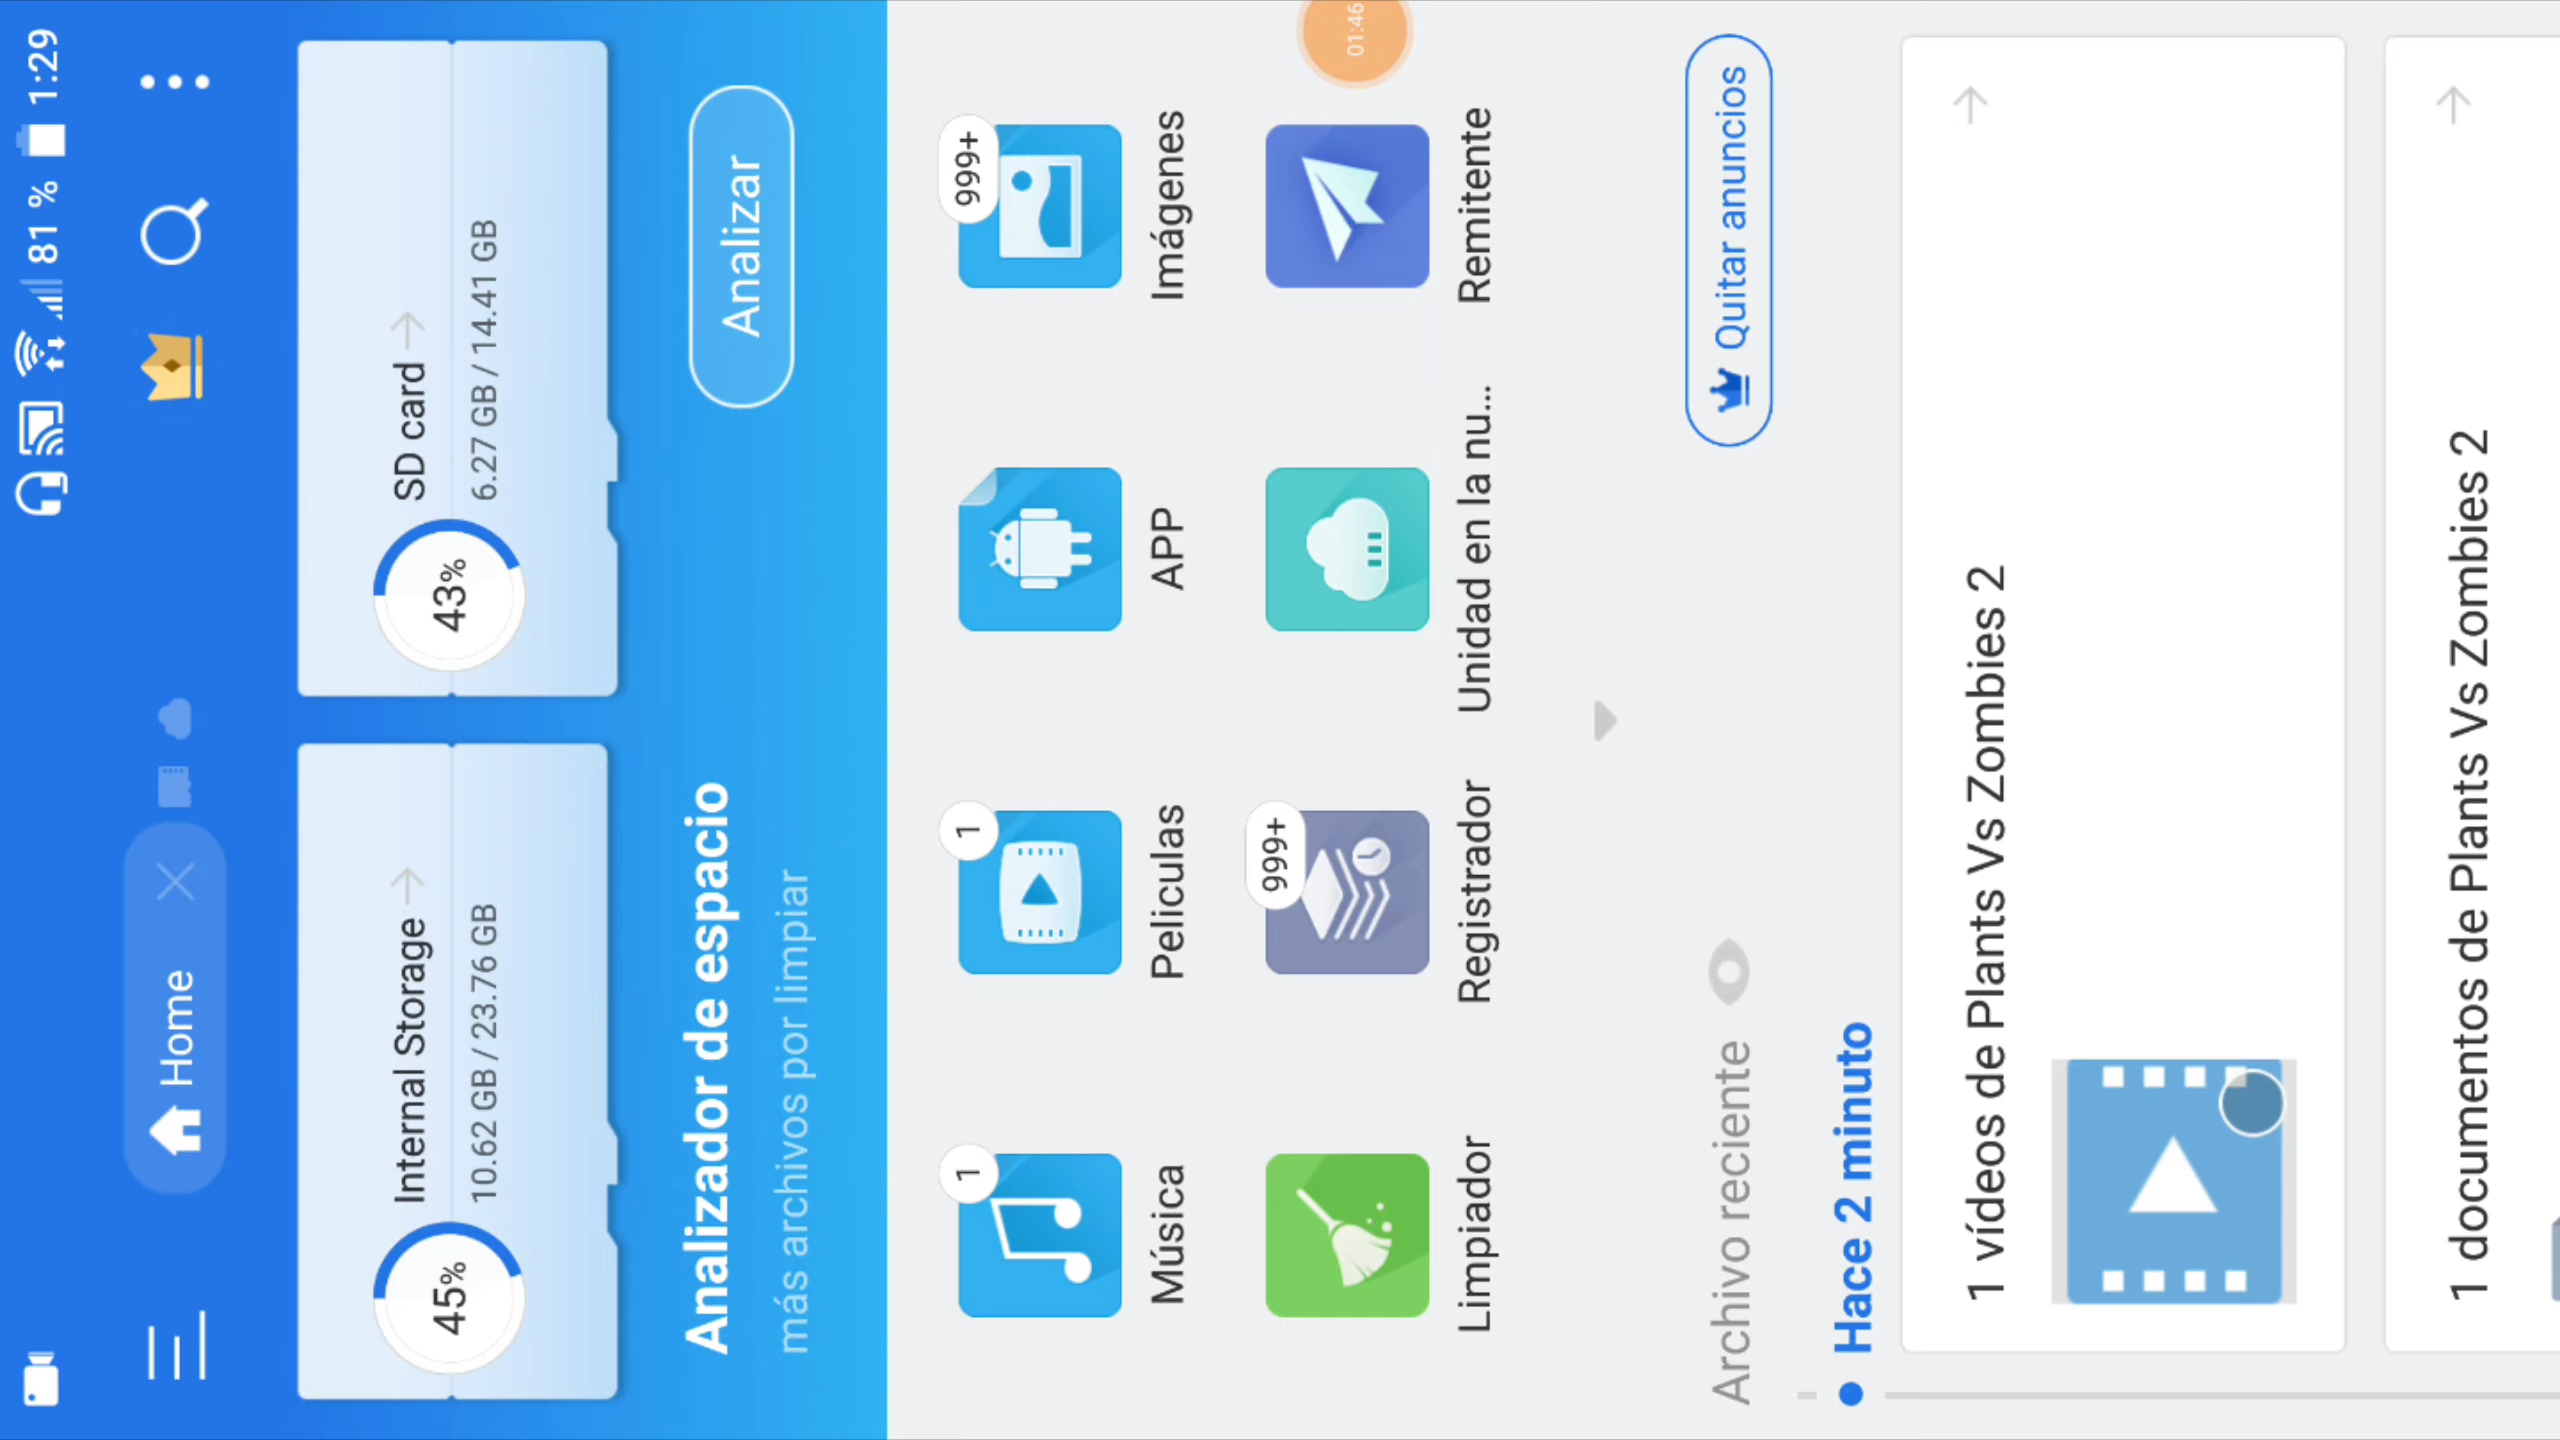 81 % 1:29
Home
Internal Storage
10.62 GB / 23.76 GB
45%
SD card
6.27 GB / 14.41 GB
43%
Analizador de espacio
más archivos por limpiar
Analizar
1
1
999+
Música
Peliculas
APP
Imágenes
999+
01:46
Limpiador
Registrador
Unidad en la nu...
Remitente
Archivo reciente
Quitar anuncios
Hace 2 minuto
1 vídeos de Plants Vs Zombies 2
1 documentos de Plants Vs Zombies 2